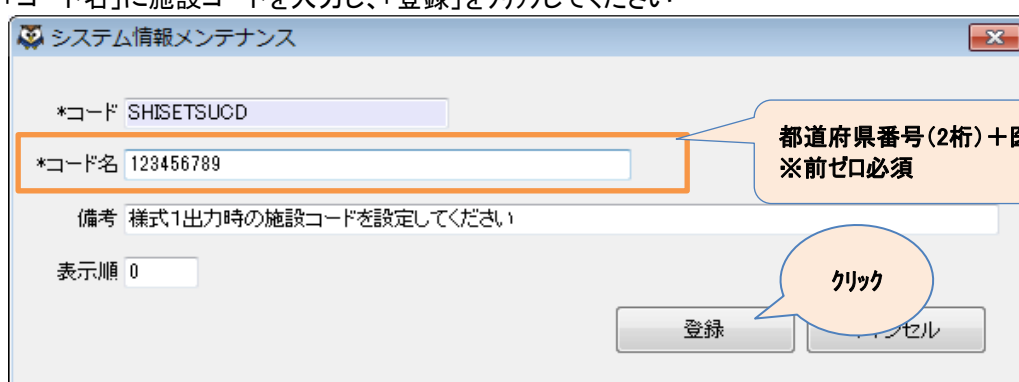 「コード名」に施設コードを入力し、「登録」をクリックしてください
システム情報メンテナンス
*コード SHISETSUCD
都道府県番号(2桁)+医
※前ゼロ必須
*コード名 123456789
備考 様式1出力時の施設コードを設定してください
表示順 0
クリック
登録
セル